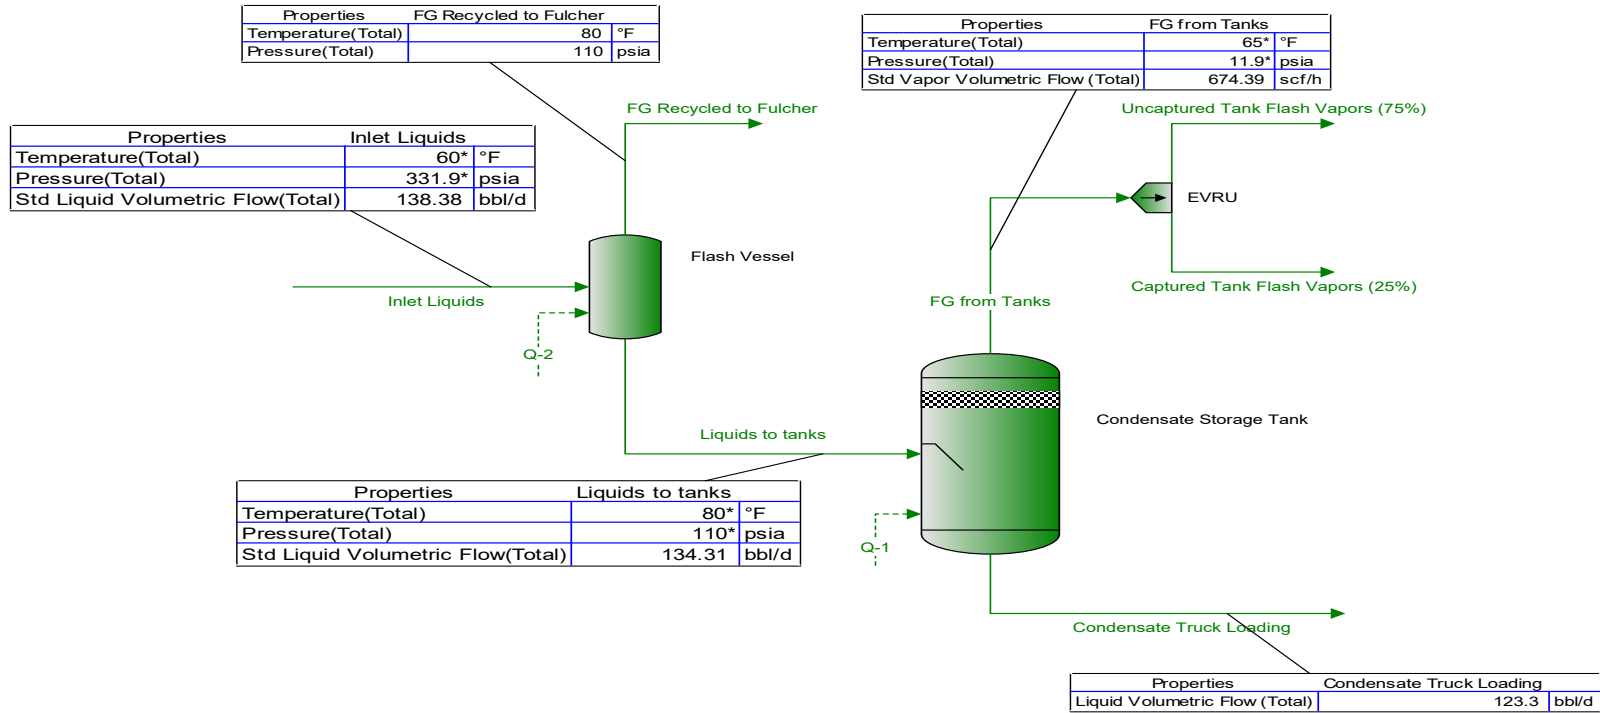 Properties FG Recycled to Fulcher
Temperature(Total) 80 °F
Pressure(Total) 110 psia
Properties FG from Tanks
Temperature(Total) 65* °F
Pressure(Total) 11.9* psia
Std Vapor Volumetric Flow (Total) 674.39 scf/h
FG Recycled to Fulcher
Uncaptured Tank Flash Vapors (75%)
Properties Inlet Liquids
Temperature(Total) 60* °F
Pressure(Total) 331.9* psia
Std Liquid Volumetric Flow(Total) 138.38 bbl/d
EVRU
Flash Vessel
Inlet Liquids
FG from Tanks
Captured Tank Flash Vapors (25%)
Q-2
Condensate Storage Tank
Liquids to tanks
Properties Liquids to tanks
Temperature(Total) 80* °F
Pressure(Total) 110* psia
Std Liquid Volumetric Flow(Total) 134.31 bbl/d
Q-1
Condensate Truck Loading
Properties Condensate Truck Loading
Liquid Volumetric Flow (Total) 123.3 bbl/d